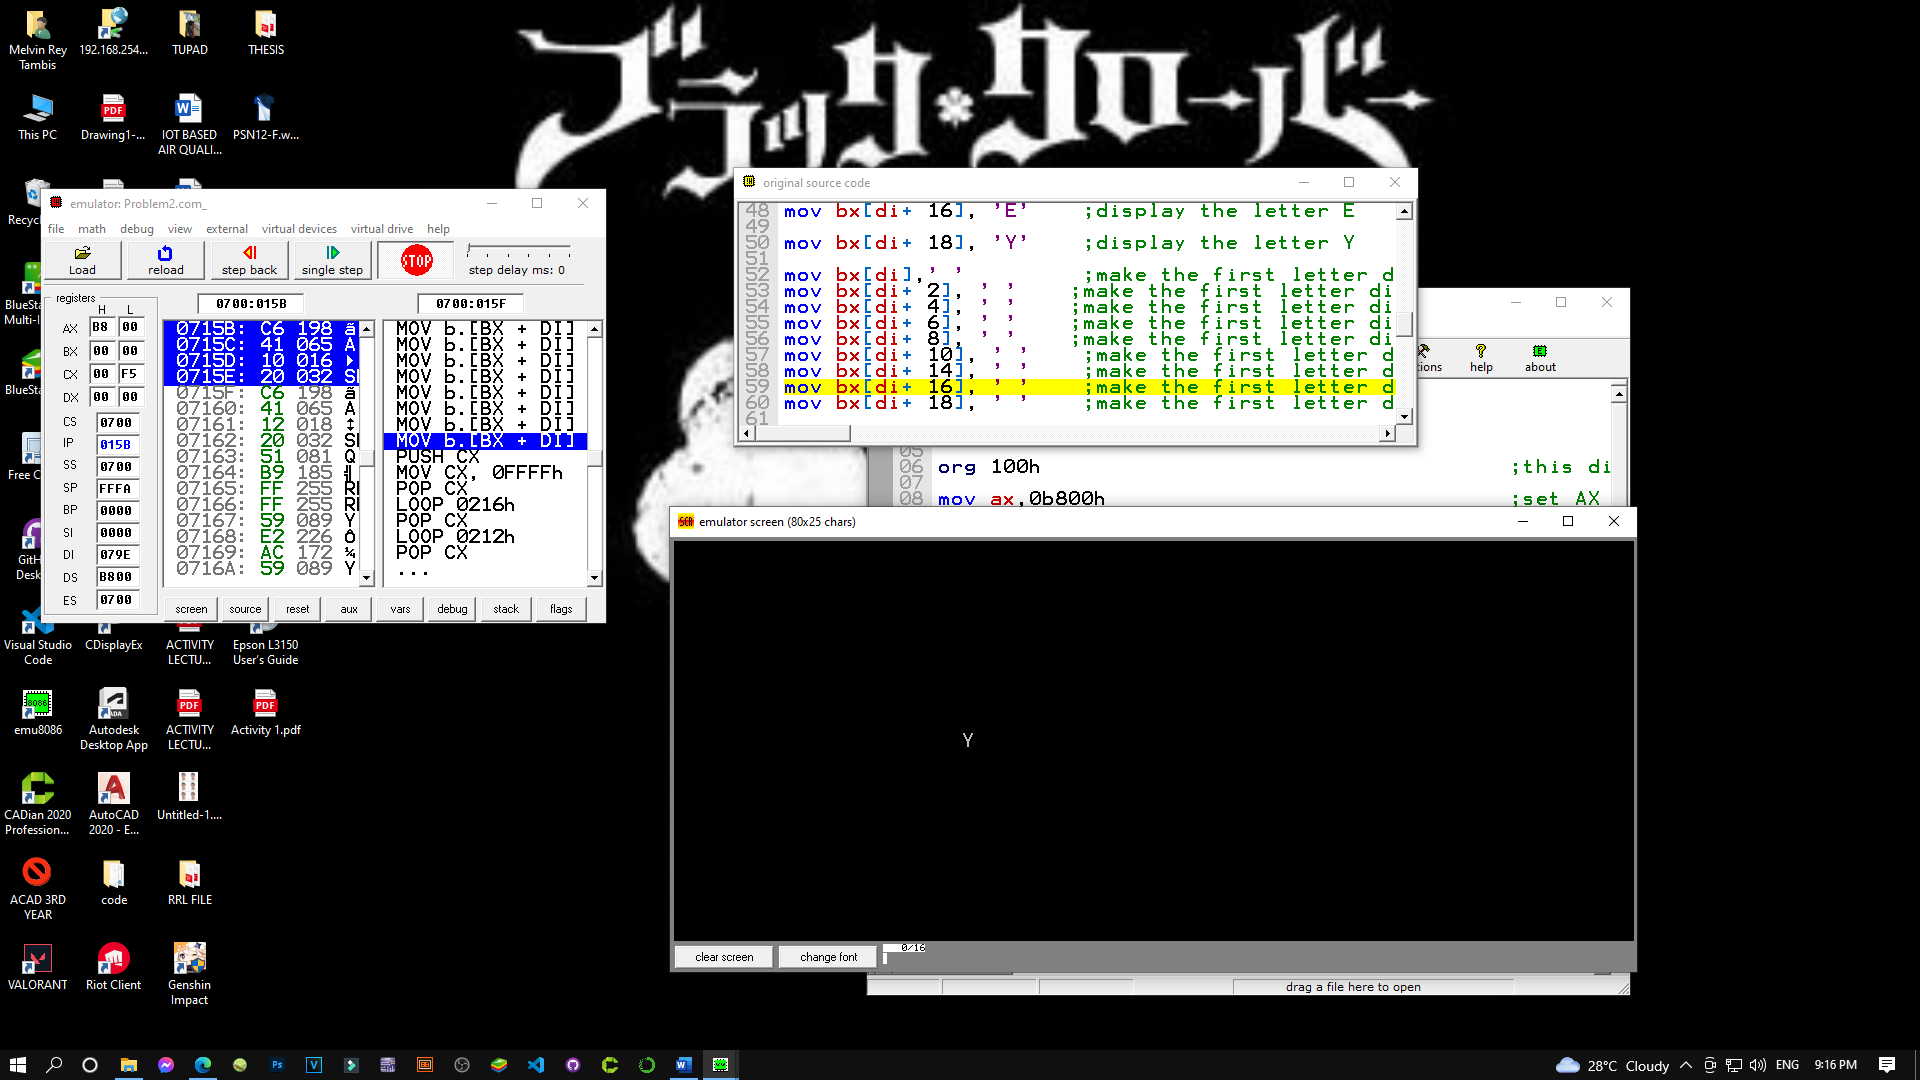 ブラック・クローバー
Melvin Rey
Tambis
192.168.254...
TUPAD
THESIS
This PC
Drawing1-...
IOT BASED
AIR QUALI...
PSN12-F.w...
Recyc
BlueSta
Multi-I
BlueSta
Free C
GitH
Desk
Visual Studio
Code
CDisplayEx
ACTIVITY
LECTU...
Epson L3150
User's Guide
emu8086
Autodesk
Desktop App
ACTIVITY
LECTU...
Activity 1.pdf
CADian 2020
Profession...
AutoCAD
2020 - E...
Untitled-1....
ACAD 3RD
YEAR
code
RRL FILE
VALORANT
Riot Client
Genshin
Impact
emulator: Problem2.com_
file math debug view external virtual devices virtual drive help
Load reload step back single step STOP step delay ms: 0
registers
H L
AX B8 00
BX 00 00
CX 00 F5
DX 00 00
CS 0700
IP 015B
SS 0700
SP FFFA
BP 0000
SI 0000
DI 079E
DS B800
ES 0700
0700:015B 0700:015F
0715B: C6 198 ã
0715C: 41 065 A
0715D: 10 016
0715E: 20 032
0715F: C6 198 ã
07160: 41 065 A
07161: 12 018 ↕
07162: 20 032
07163: 51 081 Q
07164: B9 185 ╣
07165: FF 255
07166: FF 255
07167: 59 089 Y
07168: E2 226 Ô
07169: AC 172 ¼
0716A: 59 089 Y
MOV b.[BX + DI]
MOV b.[BX + DI]
MOV b.[BX + DI]
MOV b.[BX + DI]
MOV b.[BX + DI]
MOV b.[BX + DI]
MOV b.[BX + DI]
MOV b.[BX + DI]
PUSH CX
MOV CX, 0FFFFh
POP CX
LOOP 0216h
POP CX
LOOP 0212h
POP CX
...
screen source reset aux vars debug stack flags
original source code
48 mov bx[di+ 16], 'E' ;display the letter E
49
50 mov bx[di+ 18], 'Y' ;display the letter Y
51
52 mov bx[di],' ' ;make the first letter d
53 mov bx[di+ 2], ' ' ;make the first letter di
54 mov bx[di+ 4], ' ' ;make the first letter di
55 mov bx[di+ 6], ' ' ;make the first letter di
56 mov bx[di+ 8], ' ' ;make the first letter di
57 mov bx[di+ 10], ' ' ;make the first letter d
58 mov bx[di+ 14], ' ' ;make the first letter d
59 mov bx[di+ 16], ' ' ;make the first letter d
60 mov bx[di+ 18], ' ' ;make the first letter d
61
tions help about
05
06 org 100h ;this di
07
08 mov ax,0b800h ;set AX
emulator screen (80x25 chars)
Y
clear screen change font 0/16
drag a file here to open
28°C Cloudy ENG 9:16 PM